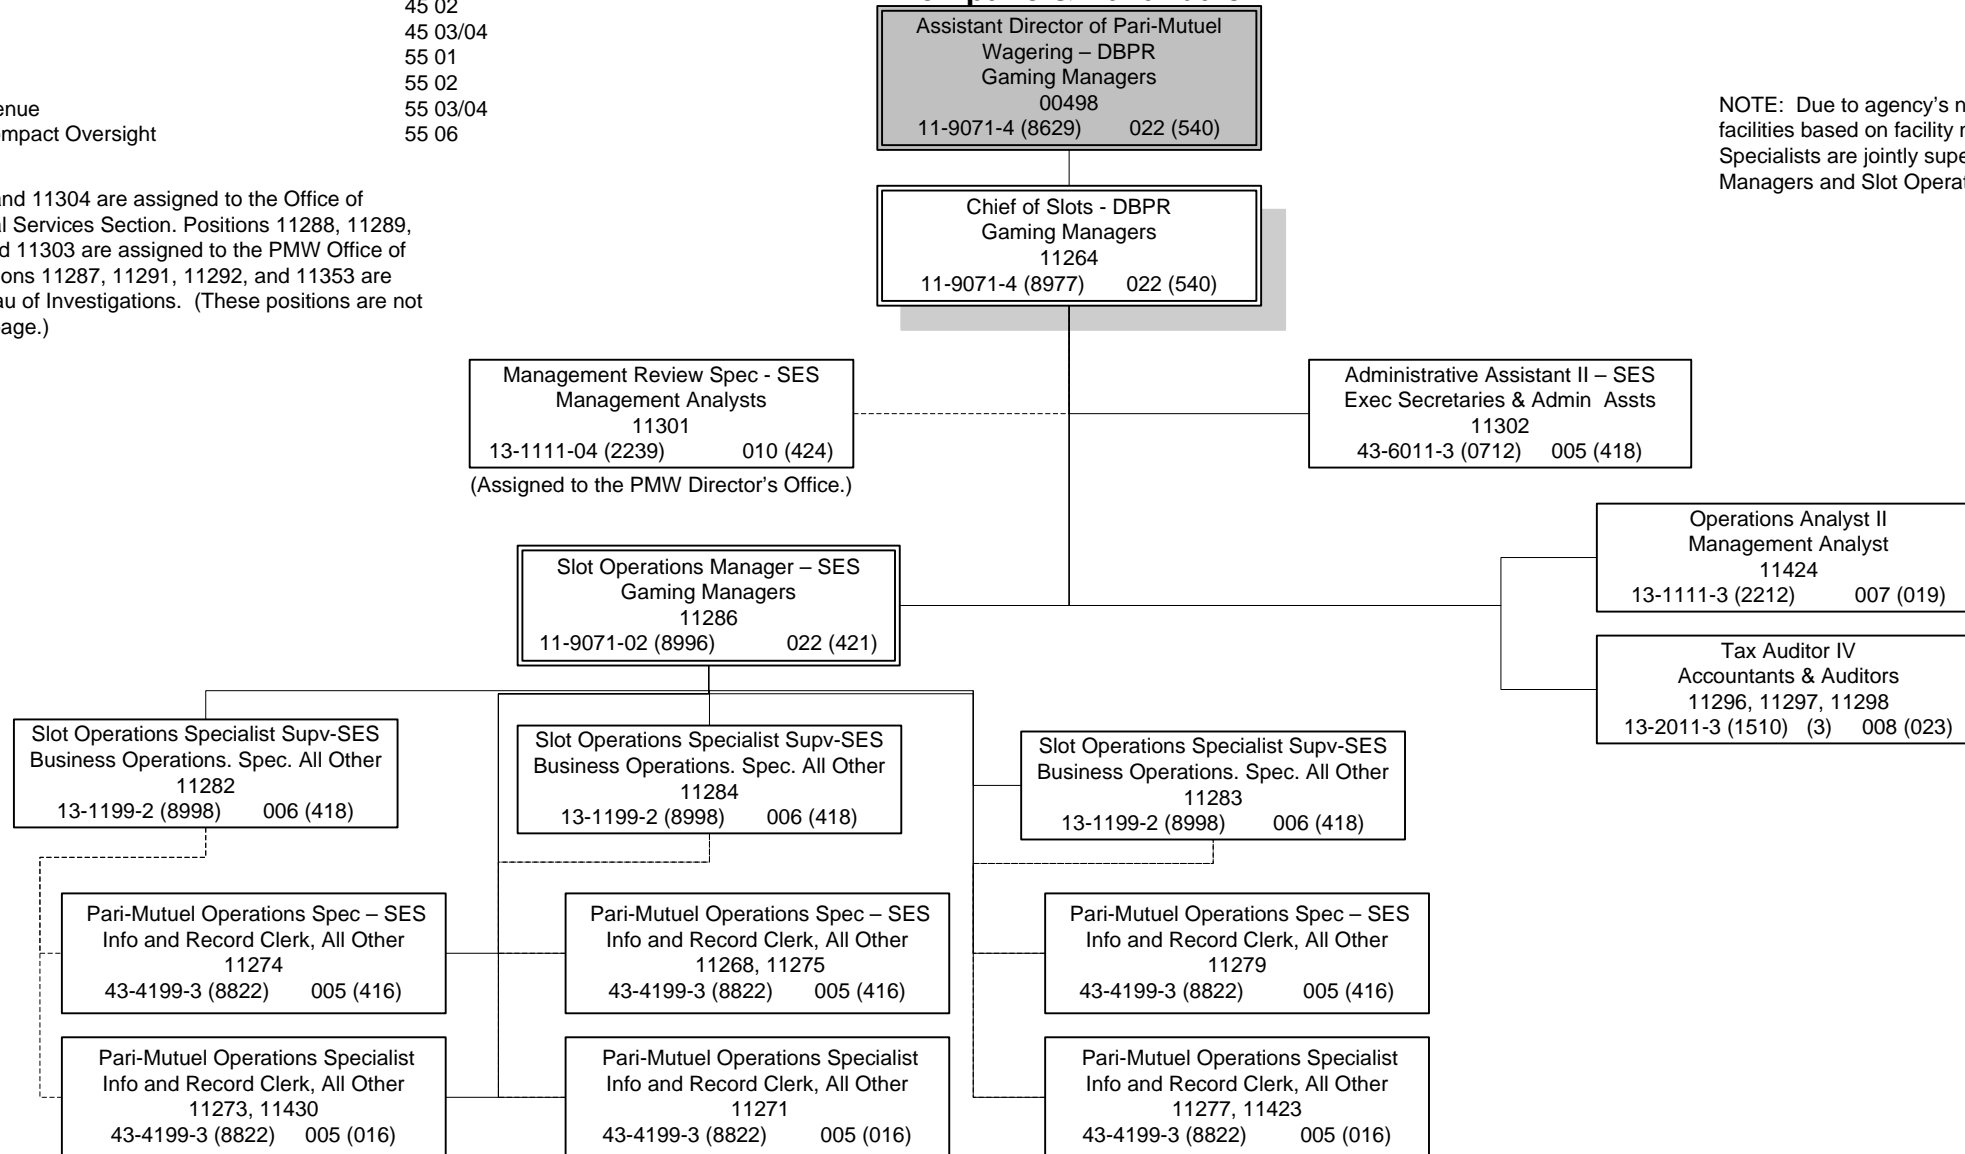 45 02
45 03/04
55 01
55 02
55 03/04
Compact Oversight 55 06
and 11304 are assigned to the Office of
Services Section. Positions 11288, 11289,
11303 are assigned to the PMW Office of
11287, 11291, 11292, and 11353 are
of Investigations. (These positions are not
Assistant Director of Pari-Mutuel
Wagering – DBPR
Gaming Managers
00498
11-9071-4 (8629) 022 (540)
NOTE: Due to agency's
facilities based on facility
Specialists are jointly
Managers and Slot
Chief of Slots - DBPR
Gaming Managers
11264
11-9071-4 (8977) 022 (540)
Management Review Spec - SES
Management Analysts
11301
13-1111-04 (2239) 010 (424)
(Assigned to the PMW Director's Office.)
Administrative Assistant II – SES
Exec Secretaries & Admin Assts
11302
43-6011-3 (0712) 005 (418)
Operations Analyst II
Management Analyst
11424
13-1111-3 (2212) 007 (019)
Slot Operations Manager – SES
Gaming Managers
11286
11-9071-02 (8996) 022 (421)
Tax Auditor IV
Accountants & Auditors
11296, 11297, 11298
13-2011-3 (1510) (3) 008 (023)
Slot Operations Specialist Supv-SES
Business Operations. Spec. All Other
11282
13-1199-2 (8998) 006 (418)
Slot Operations Specialist Supv-SES
Business Operations. Spec. All Other
11284
13-1199-2 (8998) 006 (418)
Slot Operations Specialist Supv-SES
Business Operations. Spec. All Other
11283
13-1199-2 (8998) 006 (418)
Pari-Mutuel Operations Spec – SES
Info and Record Clerk, All Other
11274
43-4199-3 (8822) 005 (416)
Pari-Mutuel Operations Spec – SES
Info and Record Clerk, All Other
11268, 11275
43-4199-3 (8822) 005 (416)
Pari-Mutuel Operations Spec – SES
Info and Record Clerk, All Other
11279
43-4199-3 (8822) 005 (416)
Pari-Mutuel Operations Specialist
Info and Record Clerk, All Other
11273, 11430
43-4199-3 (8822) 005 (016)
Pari-Mutuel Operations Specialist
Info and Record Clerk, All Other
11271
43-4199-3 (8822) 005 (016)
Pari-Mutuel Operations Specialist
Info and Record Clerk, All Other
11277, 11423
43-4199-3 (8822) 005 (016)